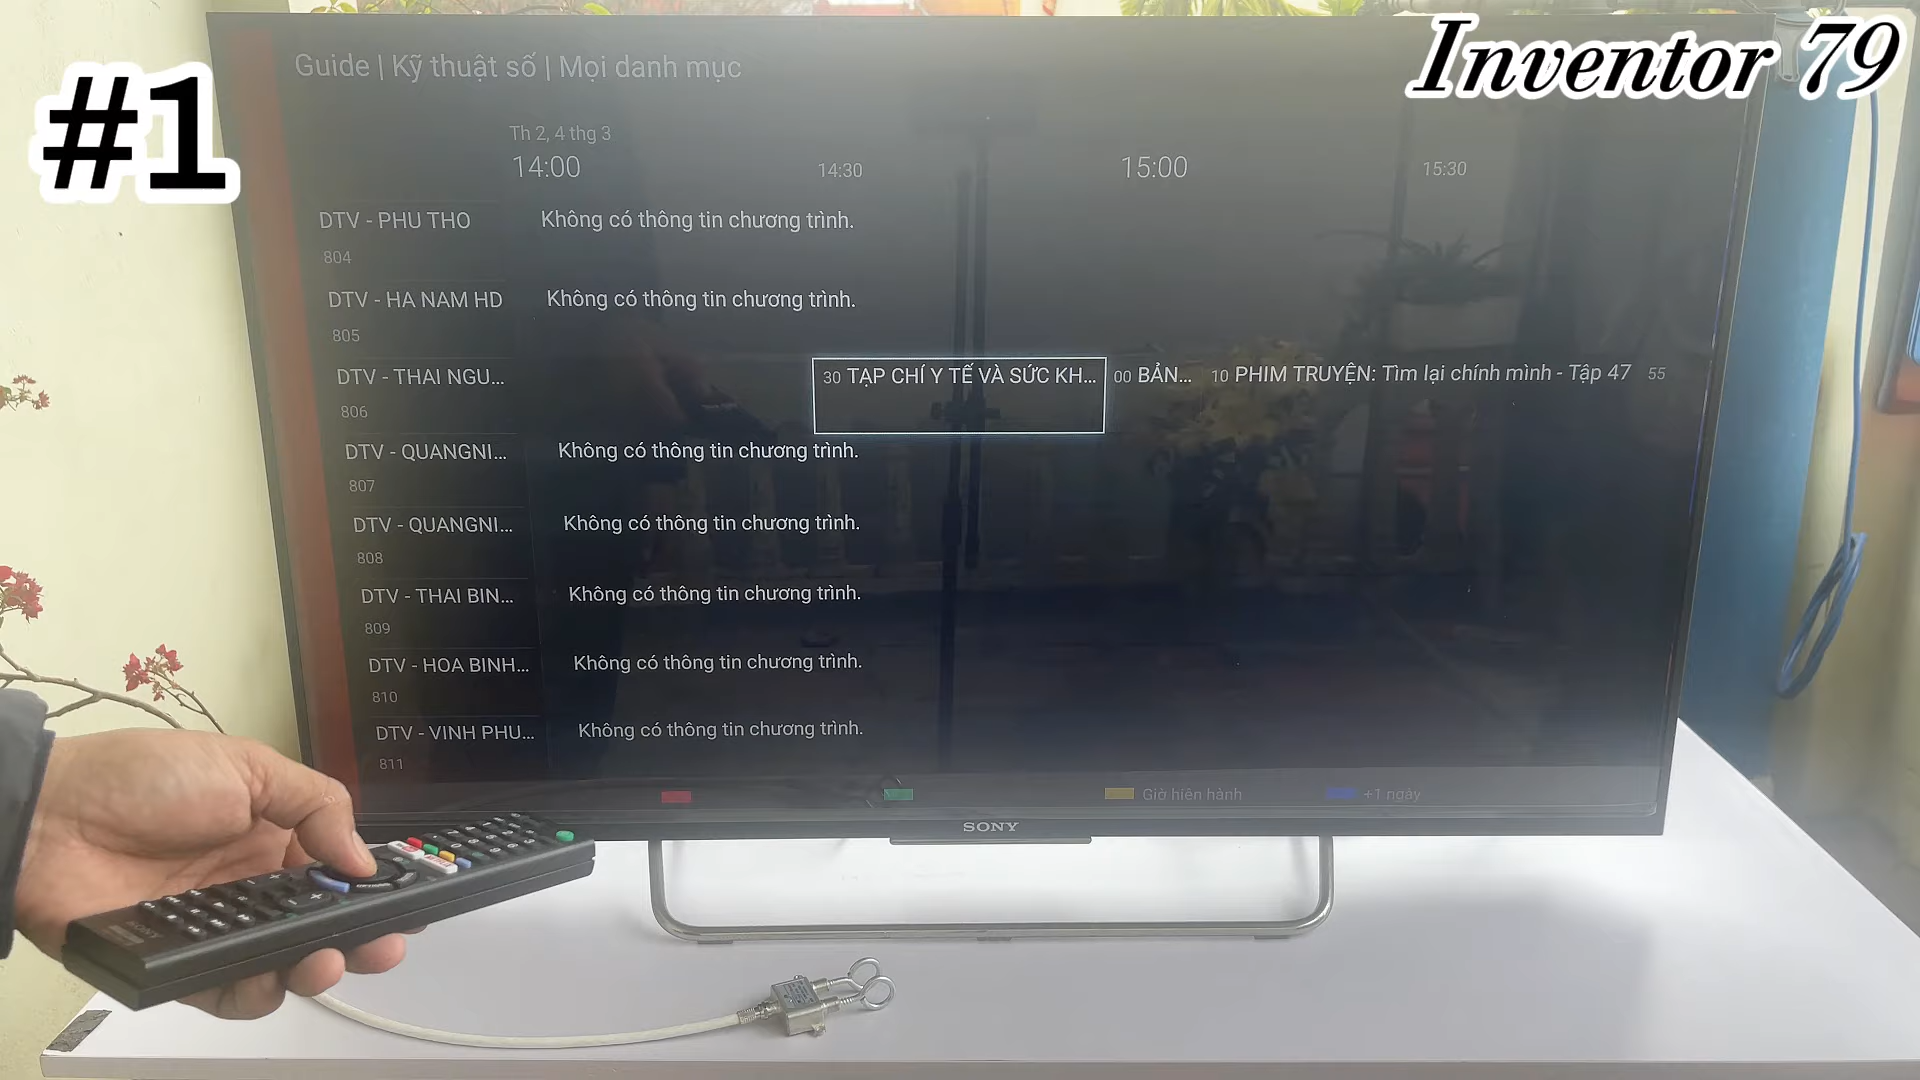 #1
Inventor 79
Guide | Kỹ thuật số | Mọi danh mục
Th 2, 4 thg 3
14:00 14:30 15:00 15:30
DTV - PHU THO Không có thông tin chương trình.
804
DTV - HA NAM HD Không có thông tin chương trình.
805
DTV - THAI NGU... 30 TẠP CHÍ Y TẾ VÀ SỨC KH... 00 BẢN... 10 PHIM TRUYỆN: Tìm lại chính mình - Tập 47 55
806
DTV - QUANGNI... Không có thông tin chương trình.
807
DTV - QUANGNI... Không có thông tin chương trình.
808
DTV - THAI BIN... Không có thông tin chương trình.
809
DTV - HOA BINH... Không có thông tin chương trình.
810
DTV - VINH PHU... Không có thông tin chương trình.
811
Giờ hiện hành +1 ngày
SONY
SONY